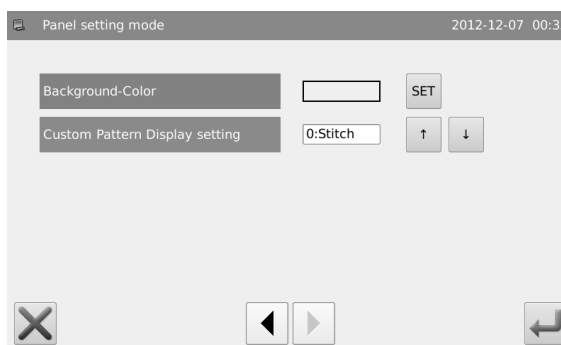 Panel setting mode 2012-12-07 00:3
Background-Color SET
Custom Pattern Display setting 0:Stitch ↑ ↓